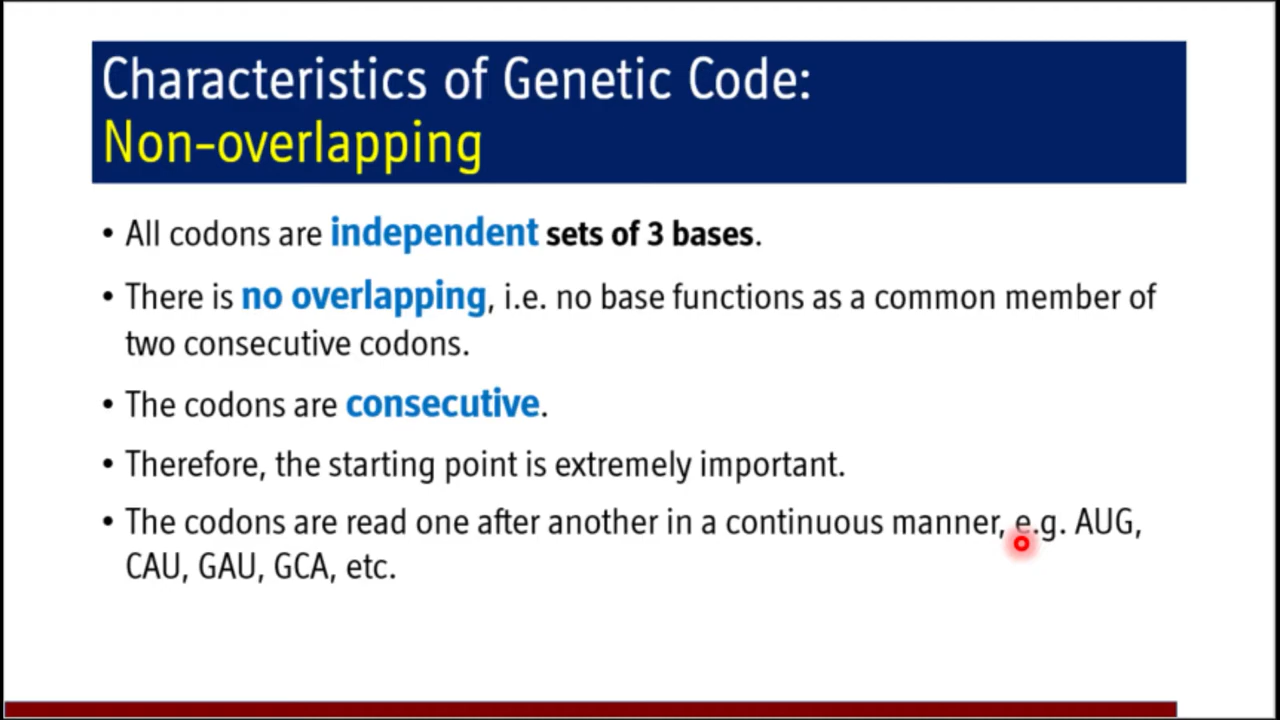 Characteristics of Genetic Code:
Non-overlapping
• All codons are independent sets of 3 bases.
• There is no overlapping, i.e. no base functions as a common member of
two consecutive codons.
• The codons are consecutive.
• Therefore, the starting point is extremely important.
• The codons are read one after another in a continuous manner, e.g. AUG,
CAU, GAU, GCA, etc.